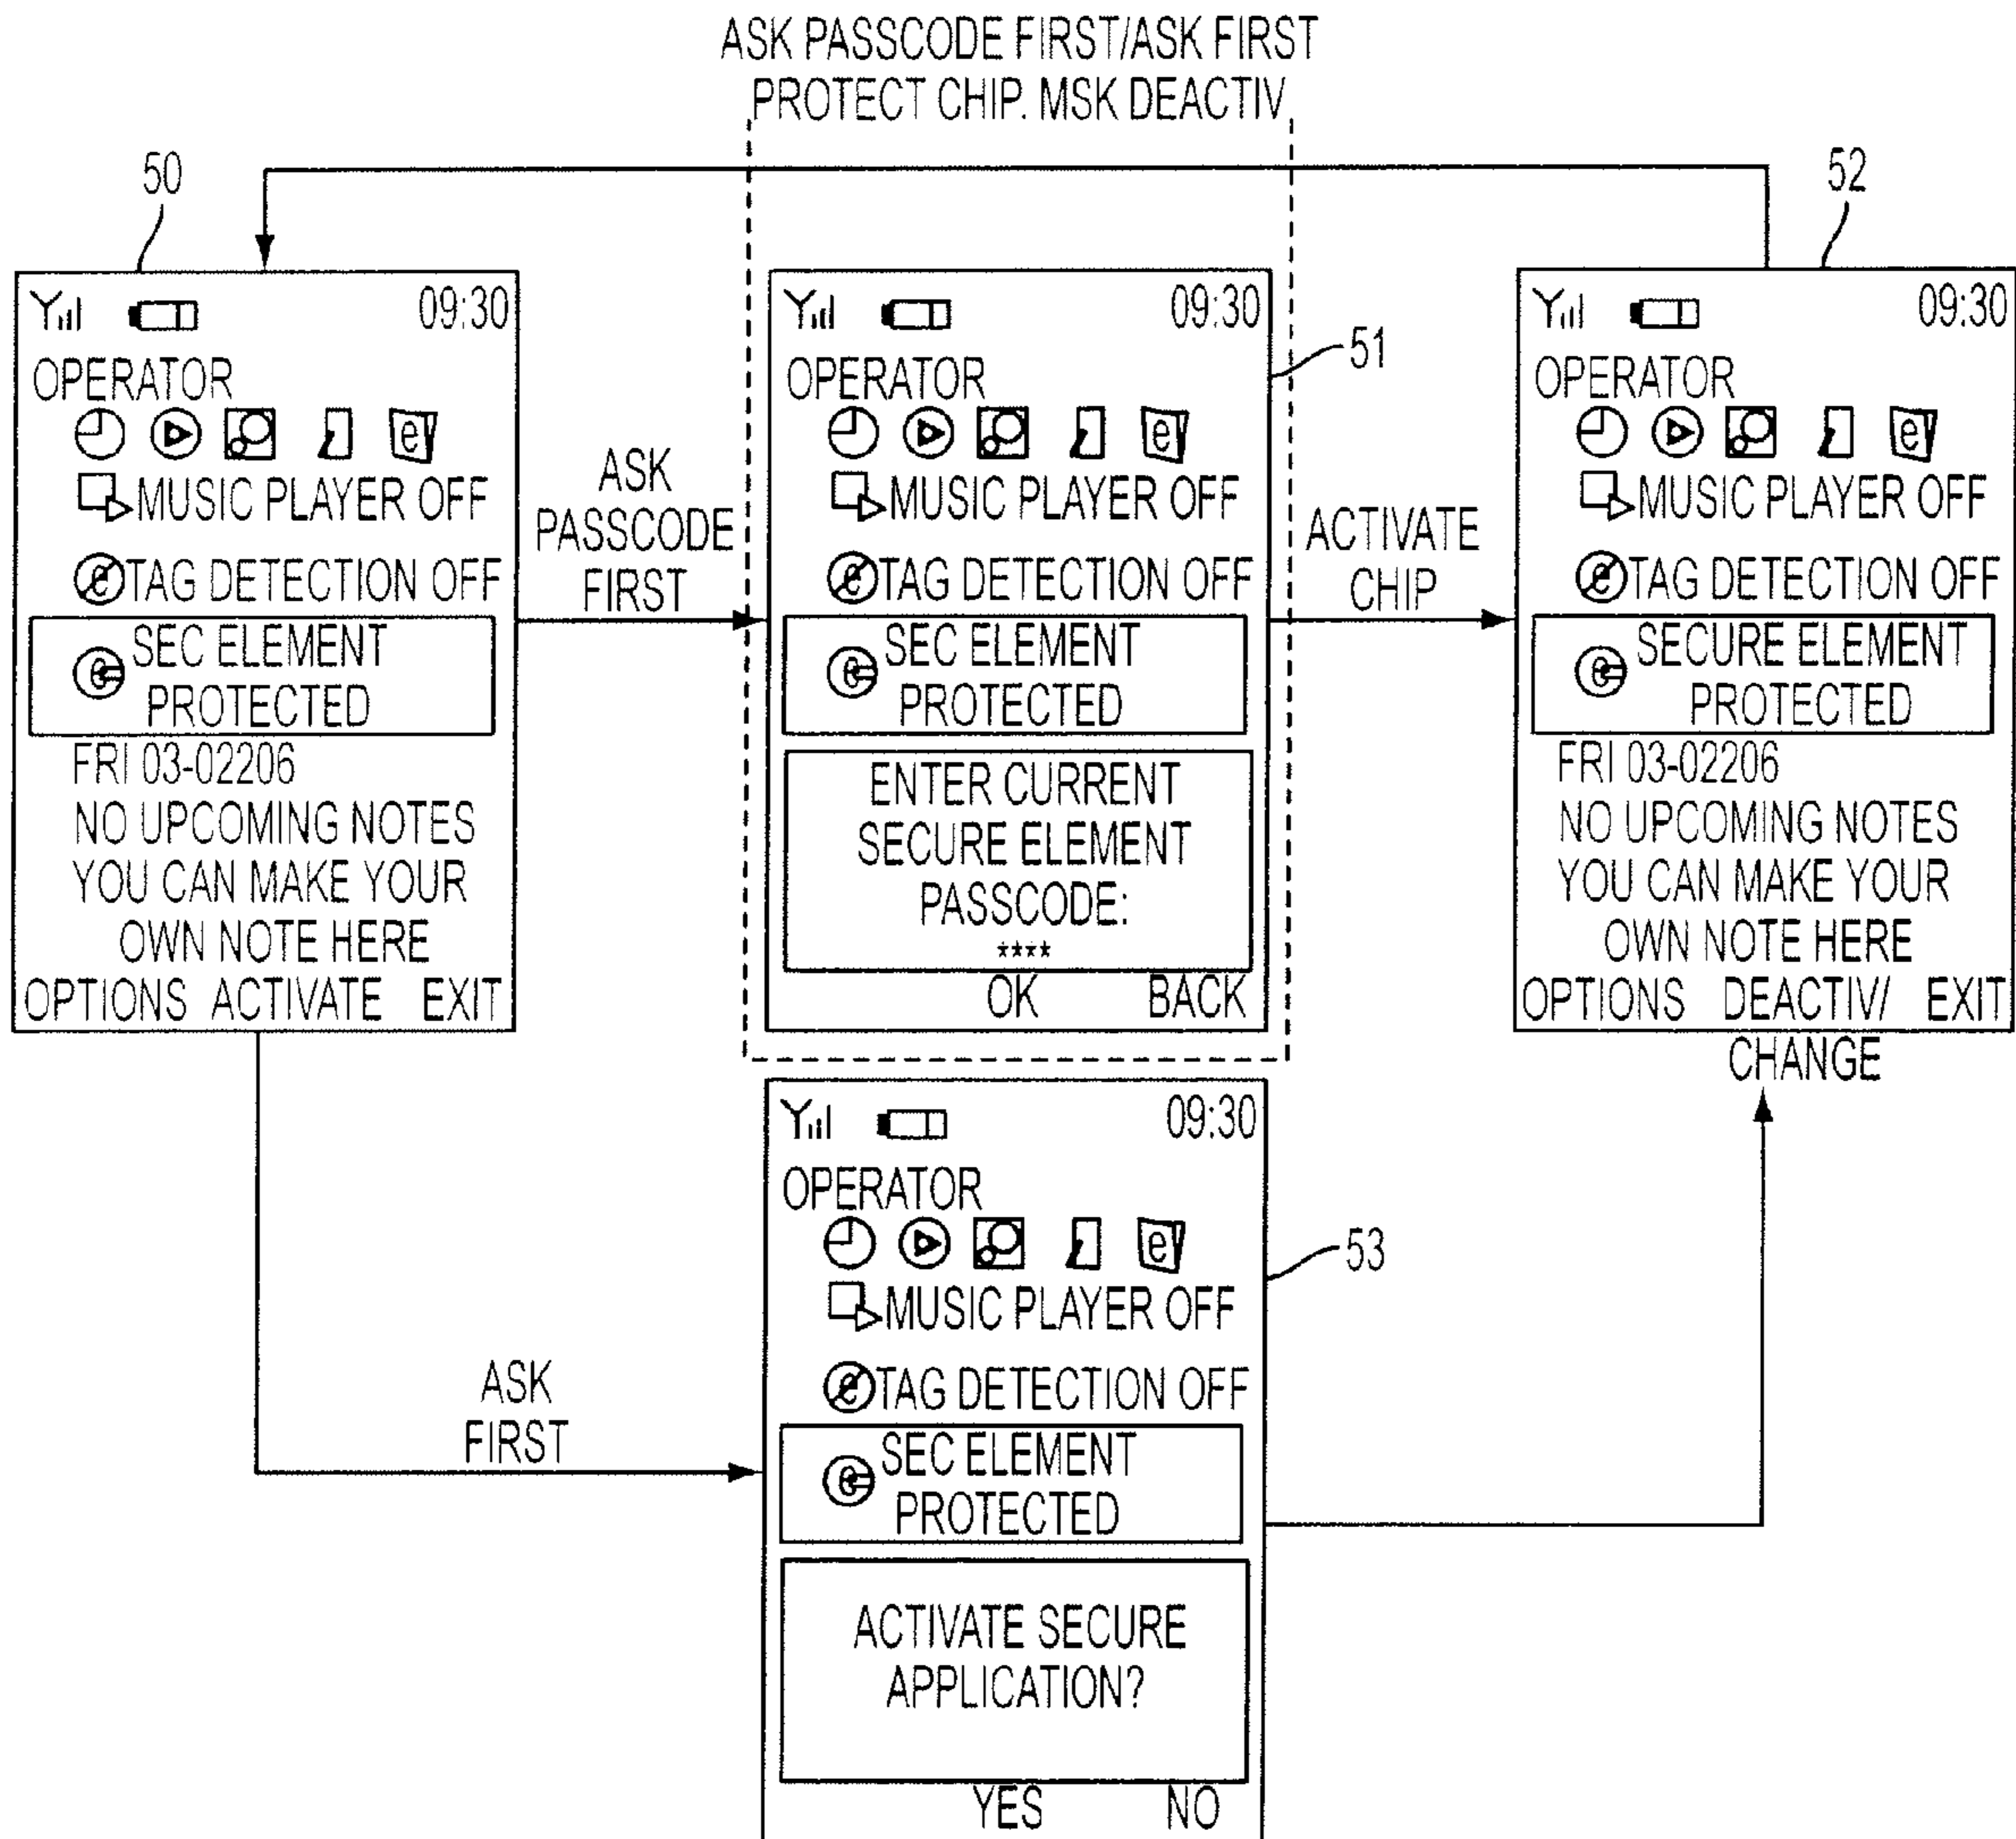 ASK PASSCODE FIRST/ASK FIRST
PROTECT CHIP. MSK DEACTIV
50
09:30
OPERATOR
MUSIC PLAYER OFF
TAG DETECTION OFF
SEC ELEMENT
PROTECTED
FRI 03-02206
NO UPCOMING NOTES
YOU CAN MAKE YOUR
OWN NOTE HERE
OPTIONS ACTIVATE EXIT
ASK
PASSCODE
FIRST
51
09:30
OPERATOR
MUSIC PLAYER OFF
TAG DETECTION OFF
SEC ELEMENT
PROTECTED
ENTER CURRENT
SECURE ELEMENT
PASSCODE:
****
OK BACK
ACTIVATE
CHIP
52
09:30
OPERATOR
MUSIC PLAYER OFF
TAG DETECTION OFF
SECURE ELEMENT
PROTECTED
FRI 03-02206
NO UPCOMING NOTES
YOU CAN MAKE YOUR
OWN NOTE HERE
OPTIONS DEACTIV/ EXIT
CHANGE
ASK
FIRST
53
09:30
OPERATOR
MUSIC PLAYER OFF
TAG DETECTION OFF
SEC ELEMENT
PROTECTED
ACTIVATE SECURE
APPLICATION?
YES NO